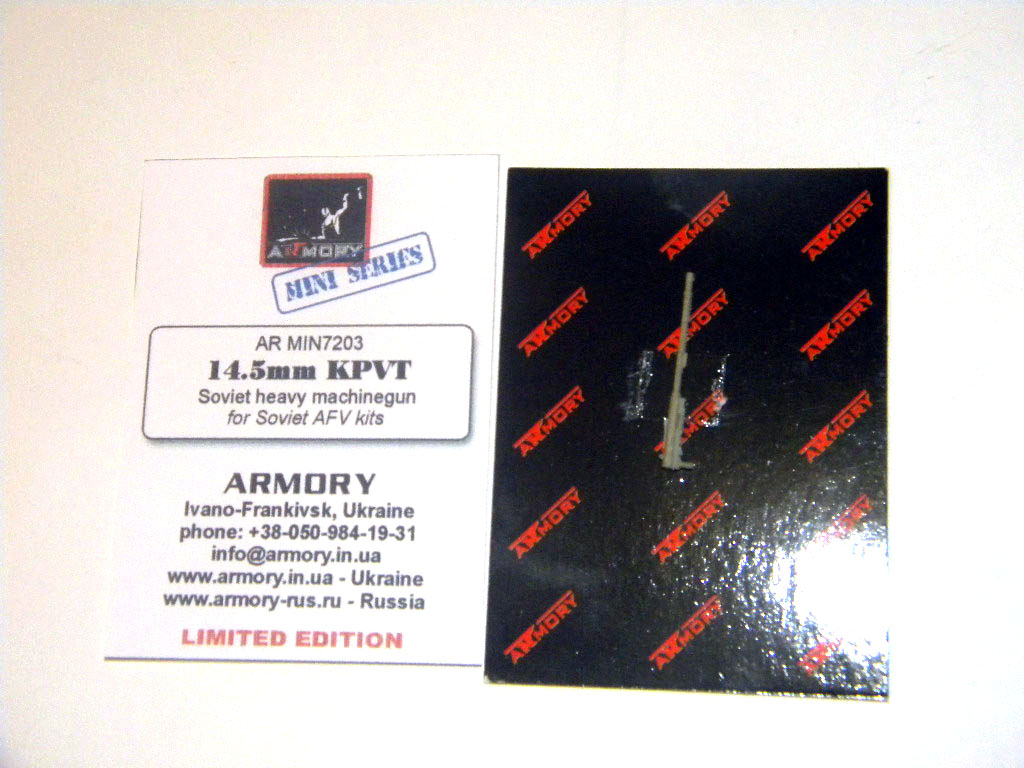 ARMORY
MINI SERIES
AR MIN7203
14.5mm KPVT
Soviet heavy machinegun
for Soviet AFV kits
ARMORY
Ivano-Frankivsk, Ukraine
phone: +38-050-984-19-31
info@armory.in.ua
www.armory.in.ua - Ukraine
www.armory-rus.ru - Russia
LIMITED EDITION
ARMORY
ARMORY
ARMORY
ARMORY
ARMORY
ARMORY
ARMORY
ARMORY
ARMORY
ARMORY
ARMORY
ARMORY
ARMORY
ARMORY